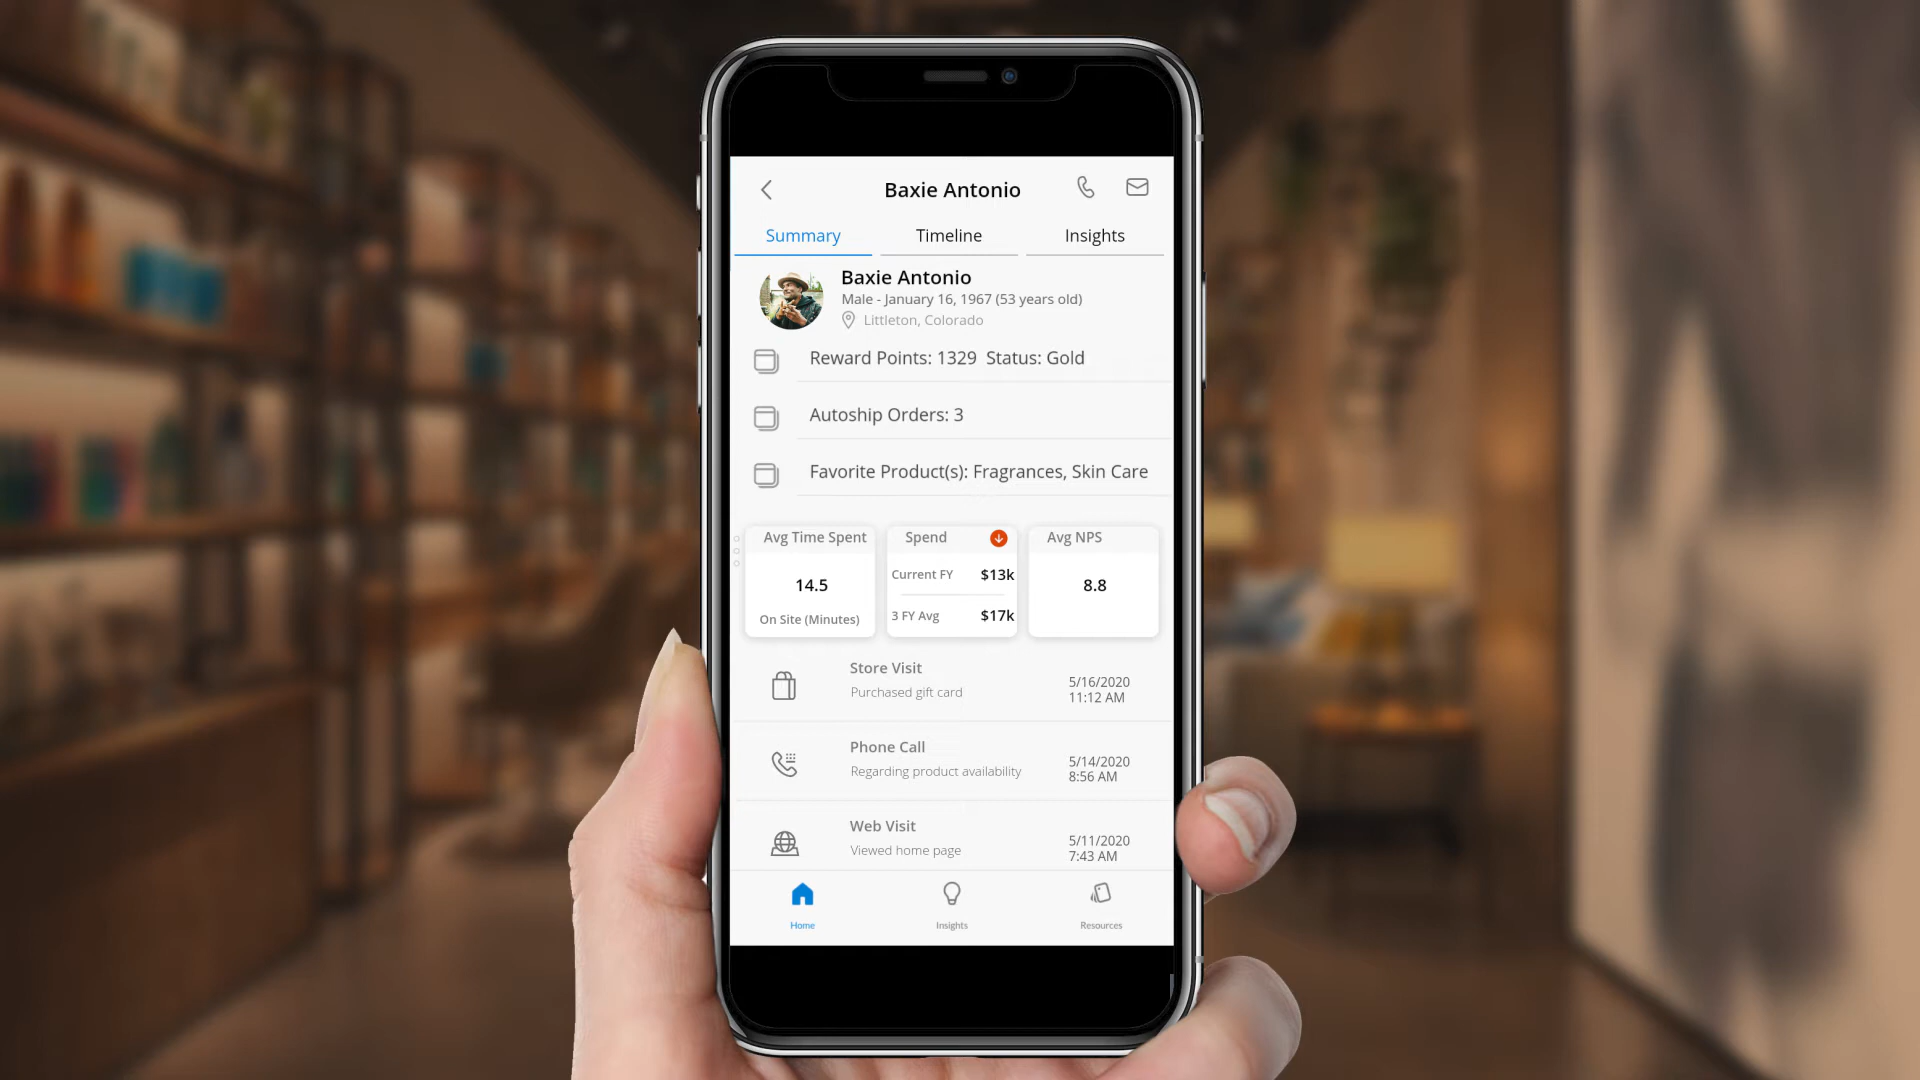 Baxie Antonio
Summary
Timeline
Insights
Baxie Antonio
Male - January 16, 1967 (53 years old)
Littleton, Colorado
Reward Points: 1329 Status: Gold
Autoship Orders: 3
Favorite Product(s): Fragrances, Skin Care
Avg Time Spent
14.5
On Site (Minutes)
Spend
Current FY $13k
3 FY Avg $17k
Avg NPS
8.8
Store Visit
Purchased gift card
5/16/2020
11:12 AM
Phone Call
Regarding product availability
5/14/2020
8:56 AM
Web Visit
Viewed home page
5/11/2020
7:43 AM
Home
Insights
Resources